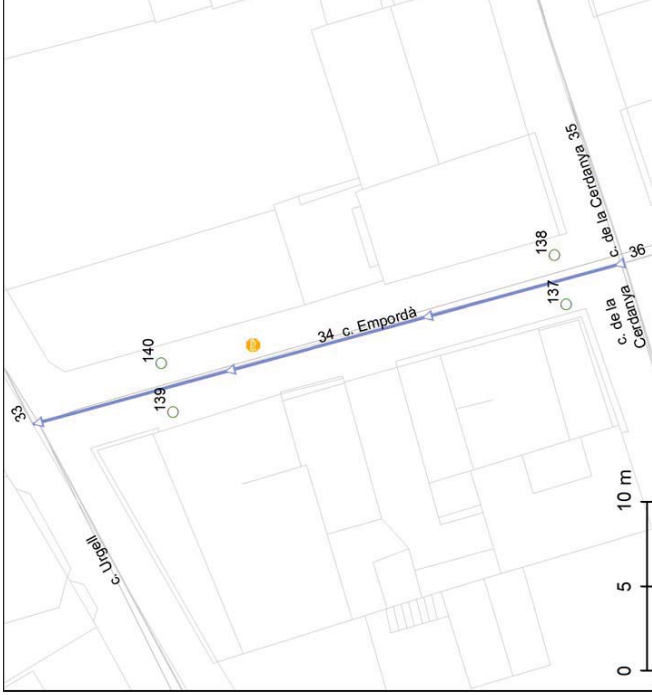 33
140
139
c. Urgell
34 c. Empordà
c. de la Cerdanya 35
138
137
36
c. de la
Cerdanya
0 5 10 m